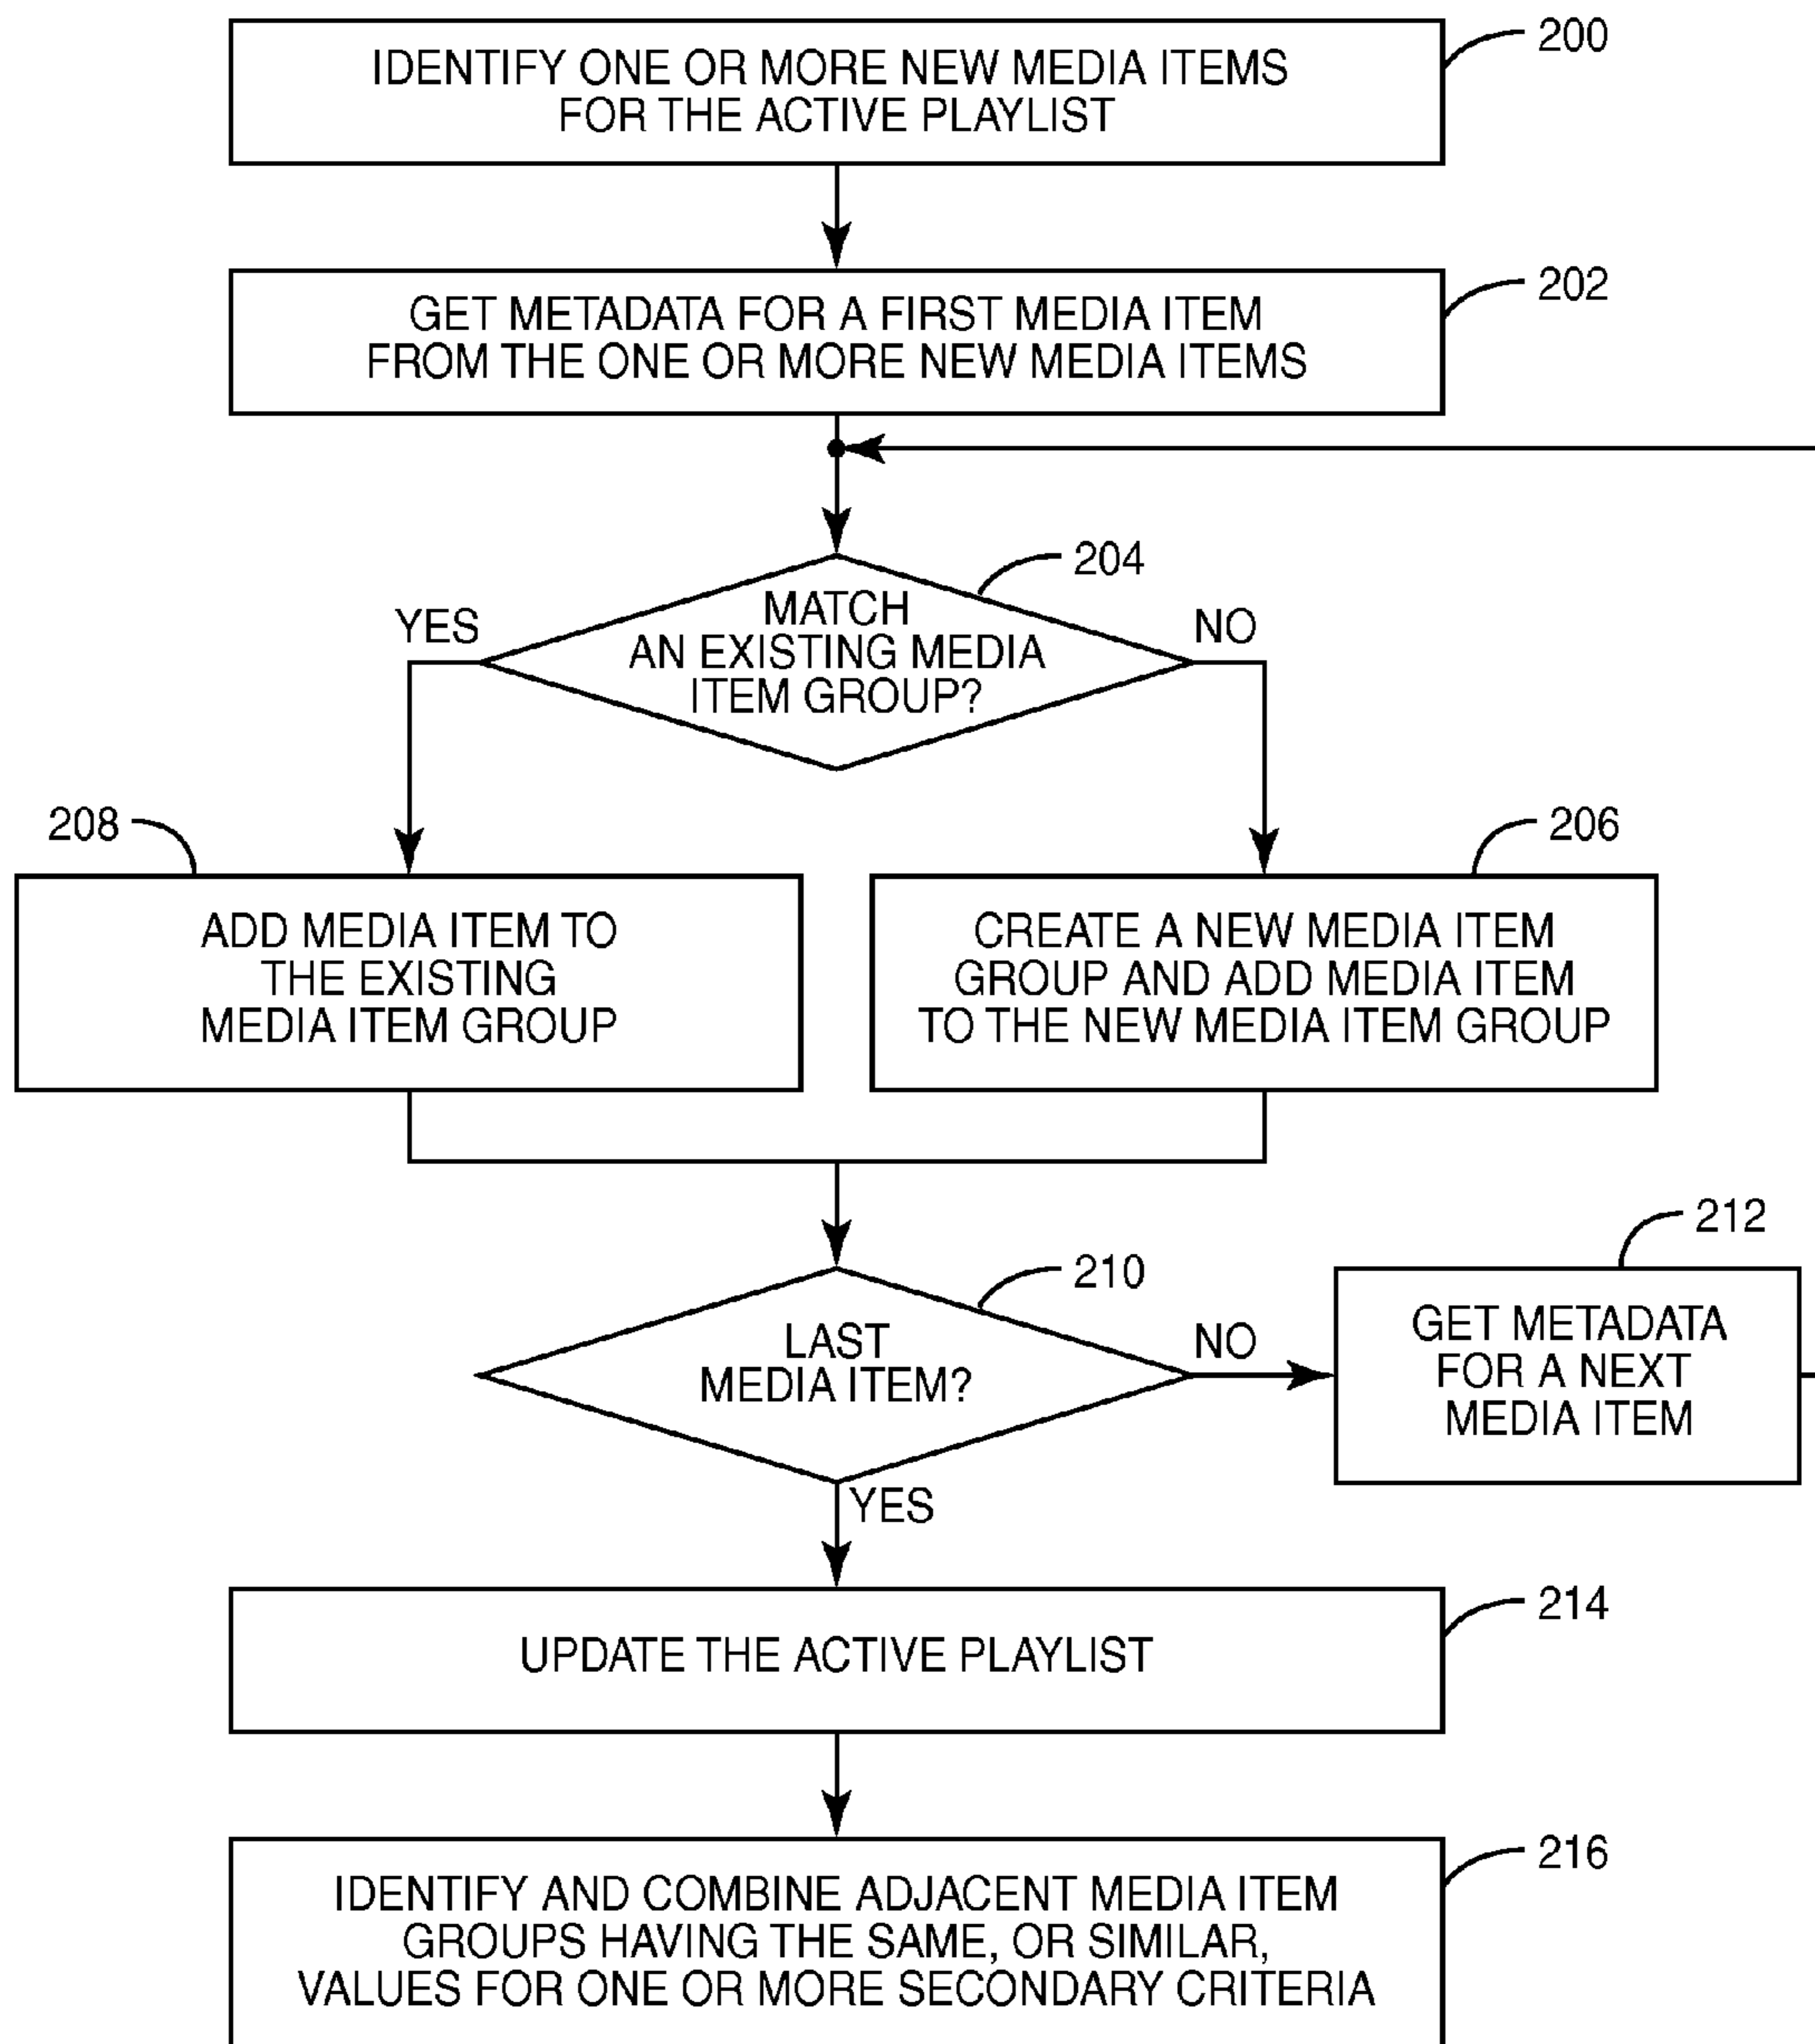 IDENTIFY ONE OR MORE NEW MEDIA ITEMS
FOR THE ACTIVE PLAYLIST
200
GET METADATA FOR A FIRST MEDIA ITEM
FROM THE ONE OR MORE NEW MEDIA ITEMS
202
204
YES
MATCH
AN EXISTING MEDIA
ITEM GROUP?
NO
208
206
ADD MEDIA ITEM TO
THE EXISTING
MEDIA ITEM GROUP
CREATE A NEW MEDIA ITEM
GROUP AND ADD MEDIA ITEM
TO THE NEW MEDIA ITEM GROUP
210
212
LAST
MEDIA ITEM?
NO
GET METADATA
FOR A NEXT
MEDIA ITEM
YES
214
UPDATE THE ACTIVE PLAYLIST
216
IDENTIFY AND COMBINE ADJACENT MEDIA ITEM
GROUPS HAVING THE SAME, OR SIMILAR,
VALUES FOR ONE OR MORE SECONDARY CRITERIA